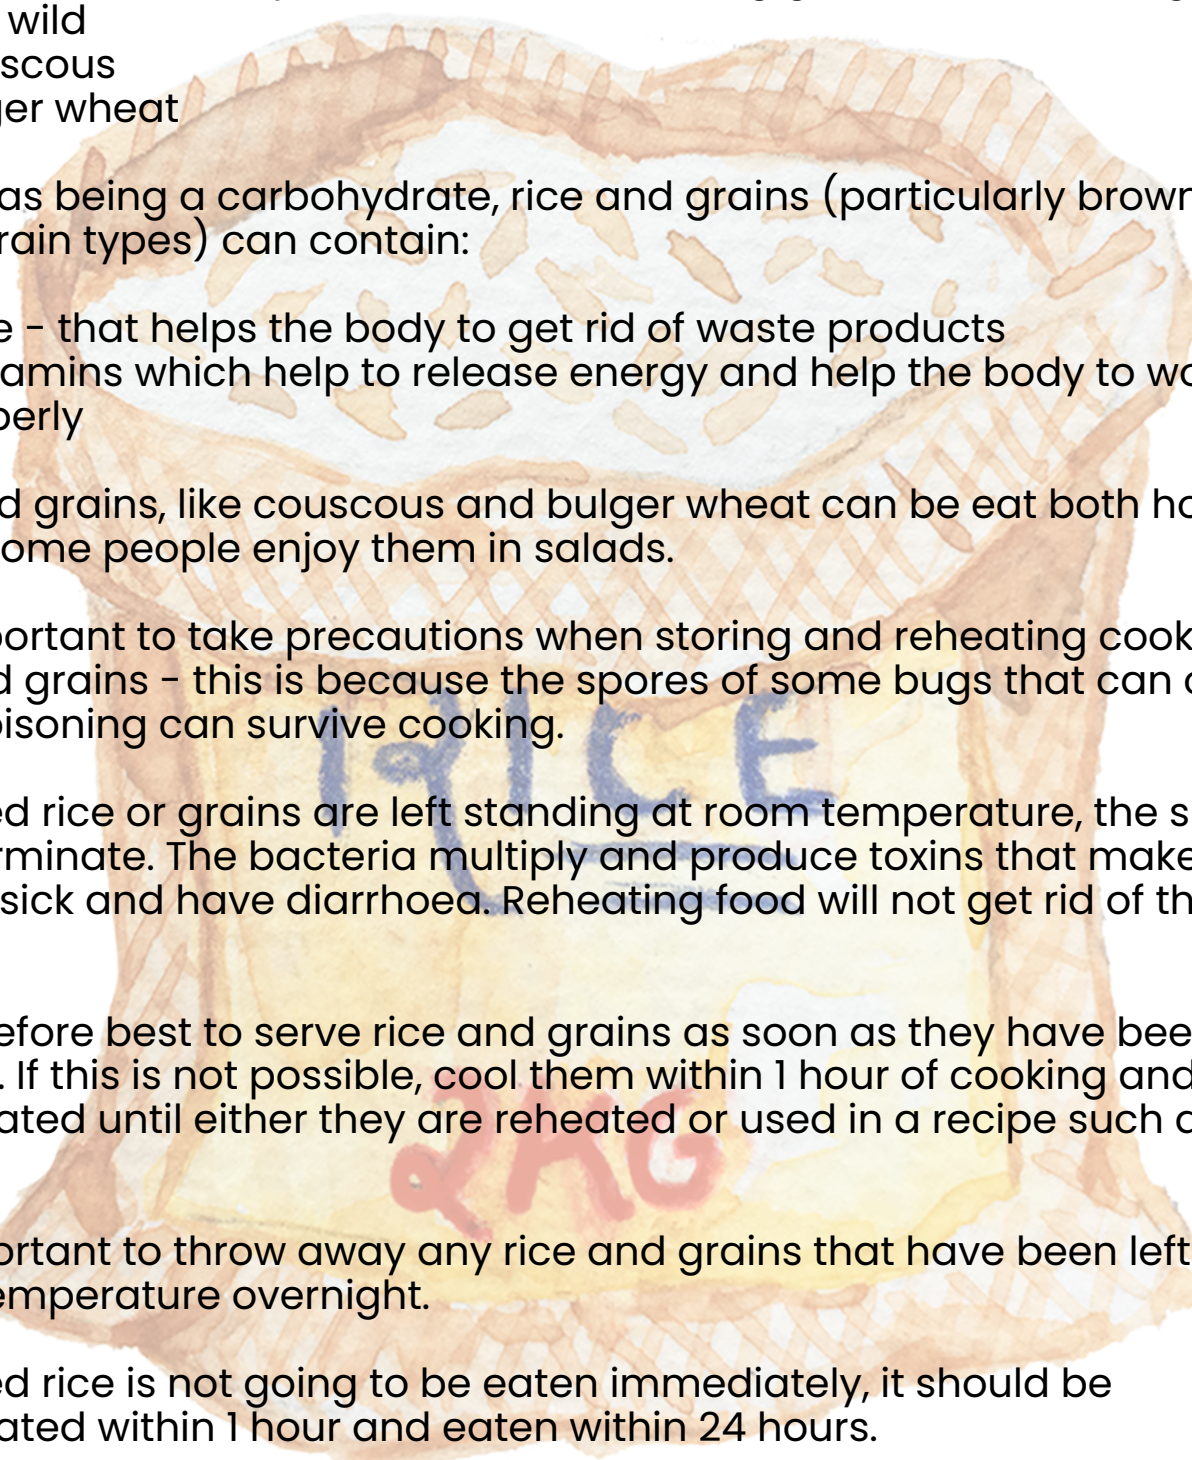 wild
scous
ger wheat
as being a carbohydrate, rice and grains (particularly brown
rain types) can contain:
e - that helps the body to get rid of waste products
amins which help to release energy and help the body to wo
perly
d grains, like couscous and bulger wheat can be eat both ho
ome people enjoy them in salads.
portant to take precautions when storing and reheating cook
d grains - this is because the spores of some bugs that can c
oisoning can survive cooking.
ed rice or grains are left standing at room temperature, the s
rminate. The bacteria multiply and produce toxins that make
sick and have diarrhoea. Reheating food will not get rid of th
efore best to serve rice and grains as soon as they have bee
. If this is not possible, cool them within 1 hour of cooking and
ated until either they are reheated or used in a recipe such a
ortant to throw away any rice and grains that have been left
emperature overnight.
ed rice is not going to be eaten immediately, it should be
ated within 1 hour and eaten within 24 hours.
RICE
2KG